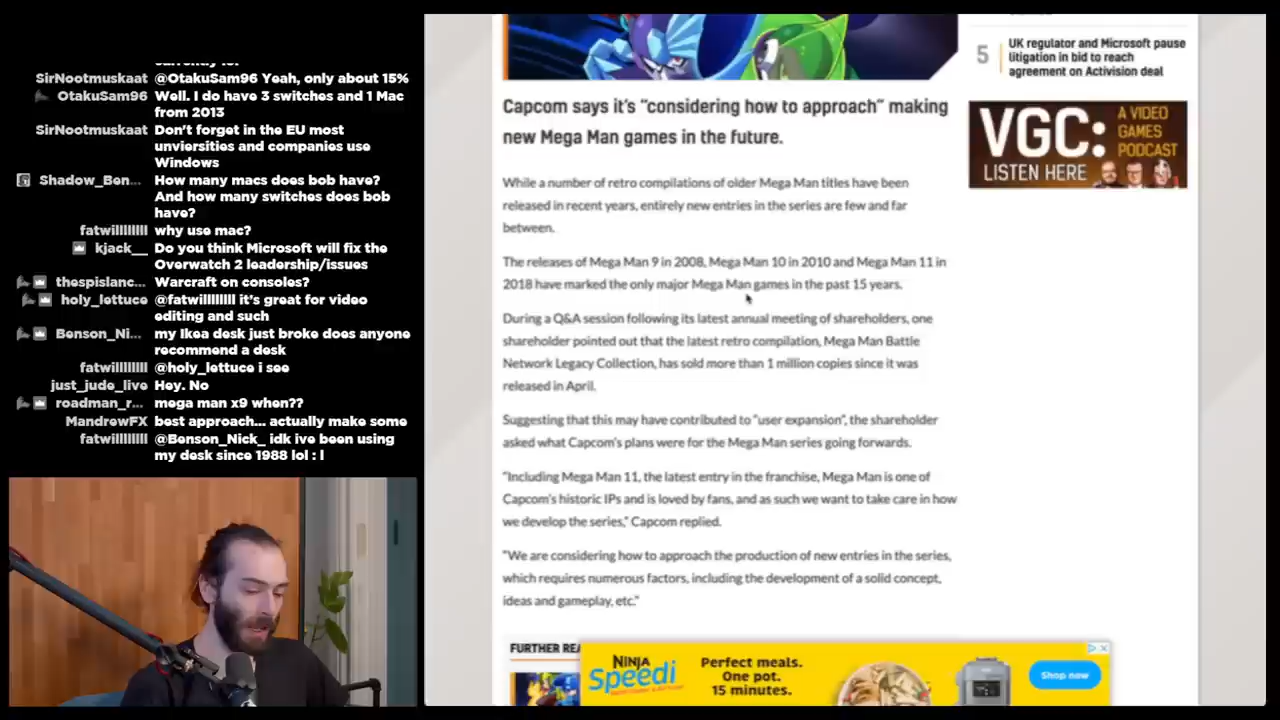 SirNootmuskaat @OtakuSam96 Yeah, only about 15%
OtakuSam96 Well. I do have 3 switches and 1 Mac
from 2013
SirNootmuskaat Don't forget in the EU most
unviersities and companies use
Windows
Shadow_Ben... How many macs does bob have?
And how many switches does bob
have?
fatwilllllllll why use mac?
kjack__ Do you think Microsoft will fix the
Overwatch 2 leadership/issues
thespislanc... Warcraft on consoles?
holy_lettuce @fatwilllllllll it's great for video
editing and such
Benson_Ni... my Ikea desk just broke does anyone
recommend a desk
fatwilllllllll @holy_lettuce i see
just_jude_live Hey. No
roadman_r... mega man x9 when??
MandrewFX best approach... actually make some
fatwilllllllll @Benson_Nick_ idk ive been using
my desk since 1988 lol : l
Capcom says it's "considering how to approach" making
new Mega Man games in the future.
While a number of retro compilations of older Mega Man titles have been
released in recent years, entirely new entries in the series are few and far
between.
The releases of Mega Man 9 in 2008, Mega Man 10 in 2010 and Mega Man 11 in
2018 have marked the only major Mega Man games in the past 15 years.
During a Q&A session following its latest annual meeting of shareholders, one
shareholder pointed out that the latest retro compilation, Mega Man Battle
Network Legacy Collection, has sold more than 1 million copies since it was
released in April.
Suggesting that this may have contributed to "user expansion", the shareholder
asked what Capcom's plans were for the Mega Man series going forwards.
"Including Mega Man 11, the latest entry in the franchise, Mega Man is one of
Capcom's historic IPs and is loved by fans, and as such we want to take care in how
we develop the series," Capcom replied.
"We are considering how to approach the production of new entries in the series,
which requires numerous factors, including the development of a solid concept,
ideas and gameplay, etc."
FURTHER REA
5 UK regulator and Microsoft pause
litigation in bid to reach
agreement on Activision deal
VGC: A VIDEO
GAMES
PODCAST
LISTEN HERE
NINJA
Speedi
Perfect meals.
One pot.
15 minutes.
Shop now